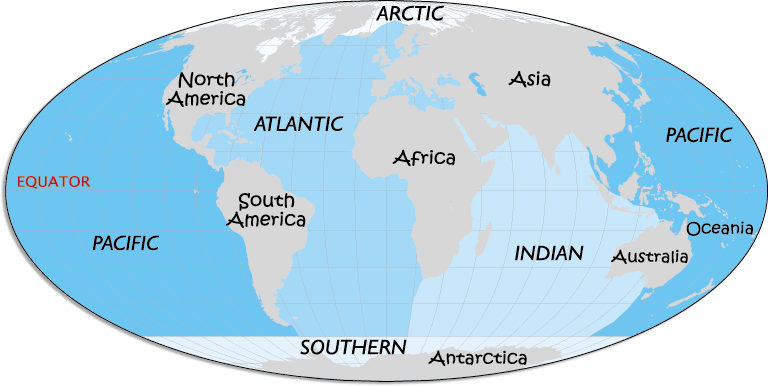 ARCTIC
North
America
Asia
ATLANTIC
PACIFIC
Africa
EQUATOR
South
America
Oceania
PACIFIC
INDIAN
Australia
SOUTHERN
Antarctica